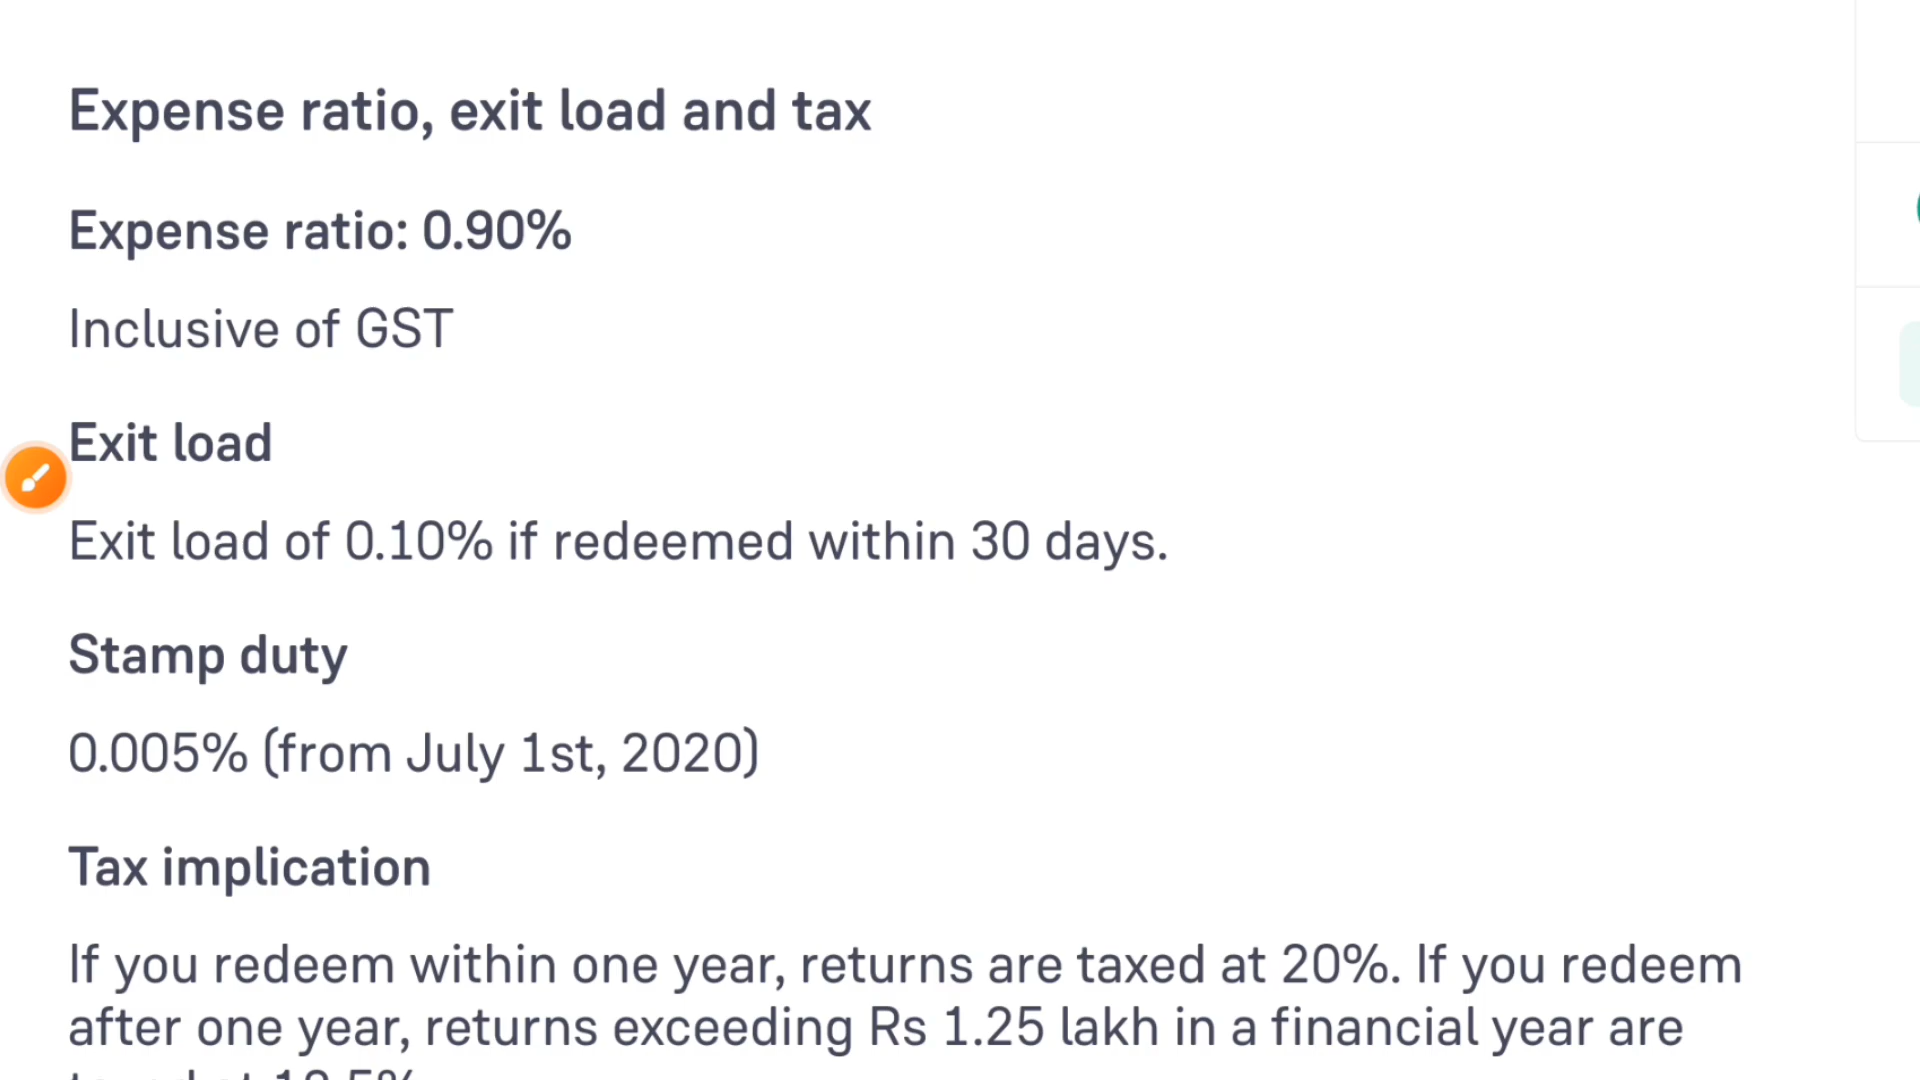 Expense ratio, exit load and tax
Expense ratio: 0.90%
Inclusive of GST
Exit load
Exit load of 0.10% if redeemed within 30 days.
Stamp duty
0.005% (from July 1st, 2020)
Tax implication
If you redeem within one year, returns are taxed at 20%. If you redeem
after one year, returns exceeding Rs 1.25 lakh in a financial year are